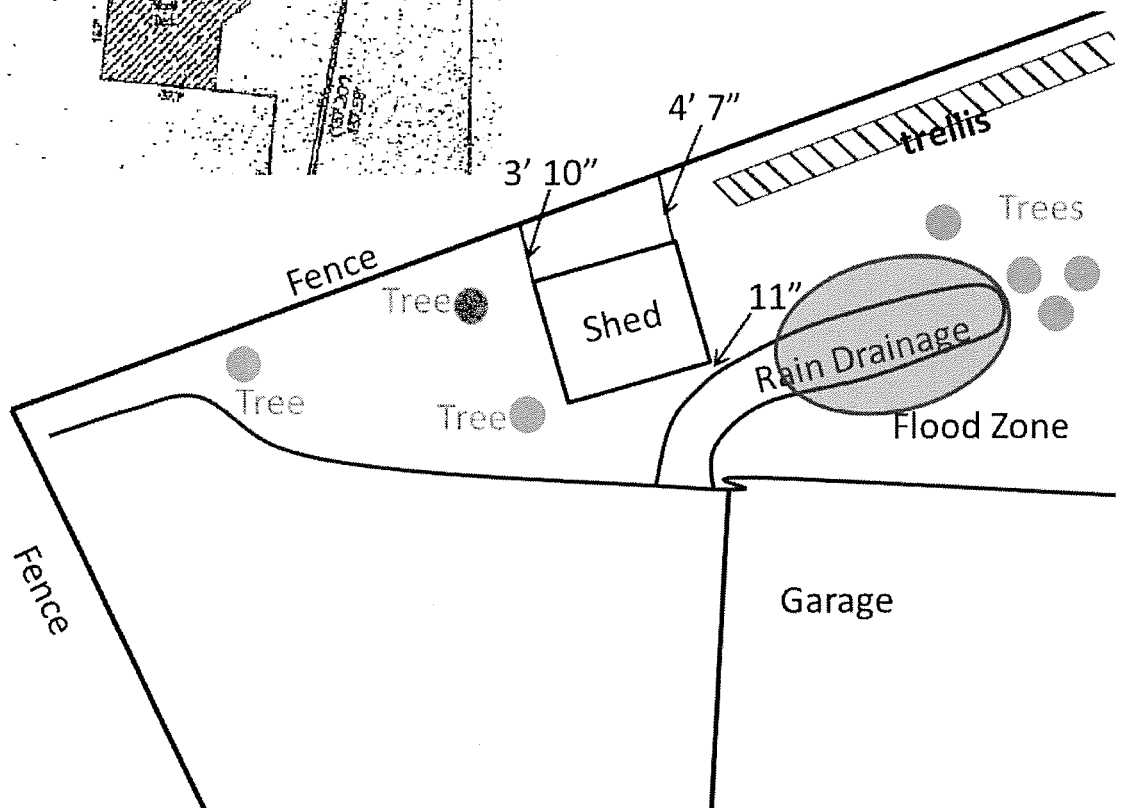 4’ 7”
trellis
3’ 10”
Trees
Fence
Tree
11”
Shed
Rain Drainage
Tree
Tree
Flood Zone
Fence
Garage